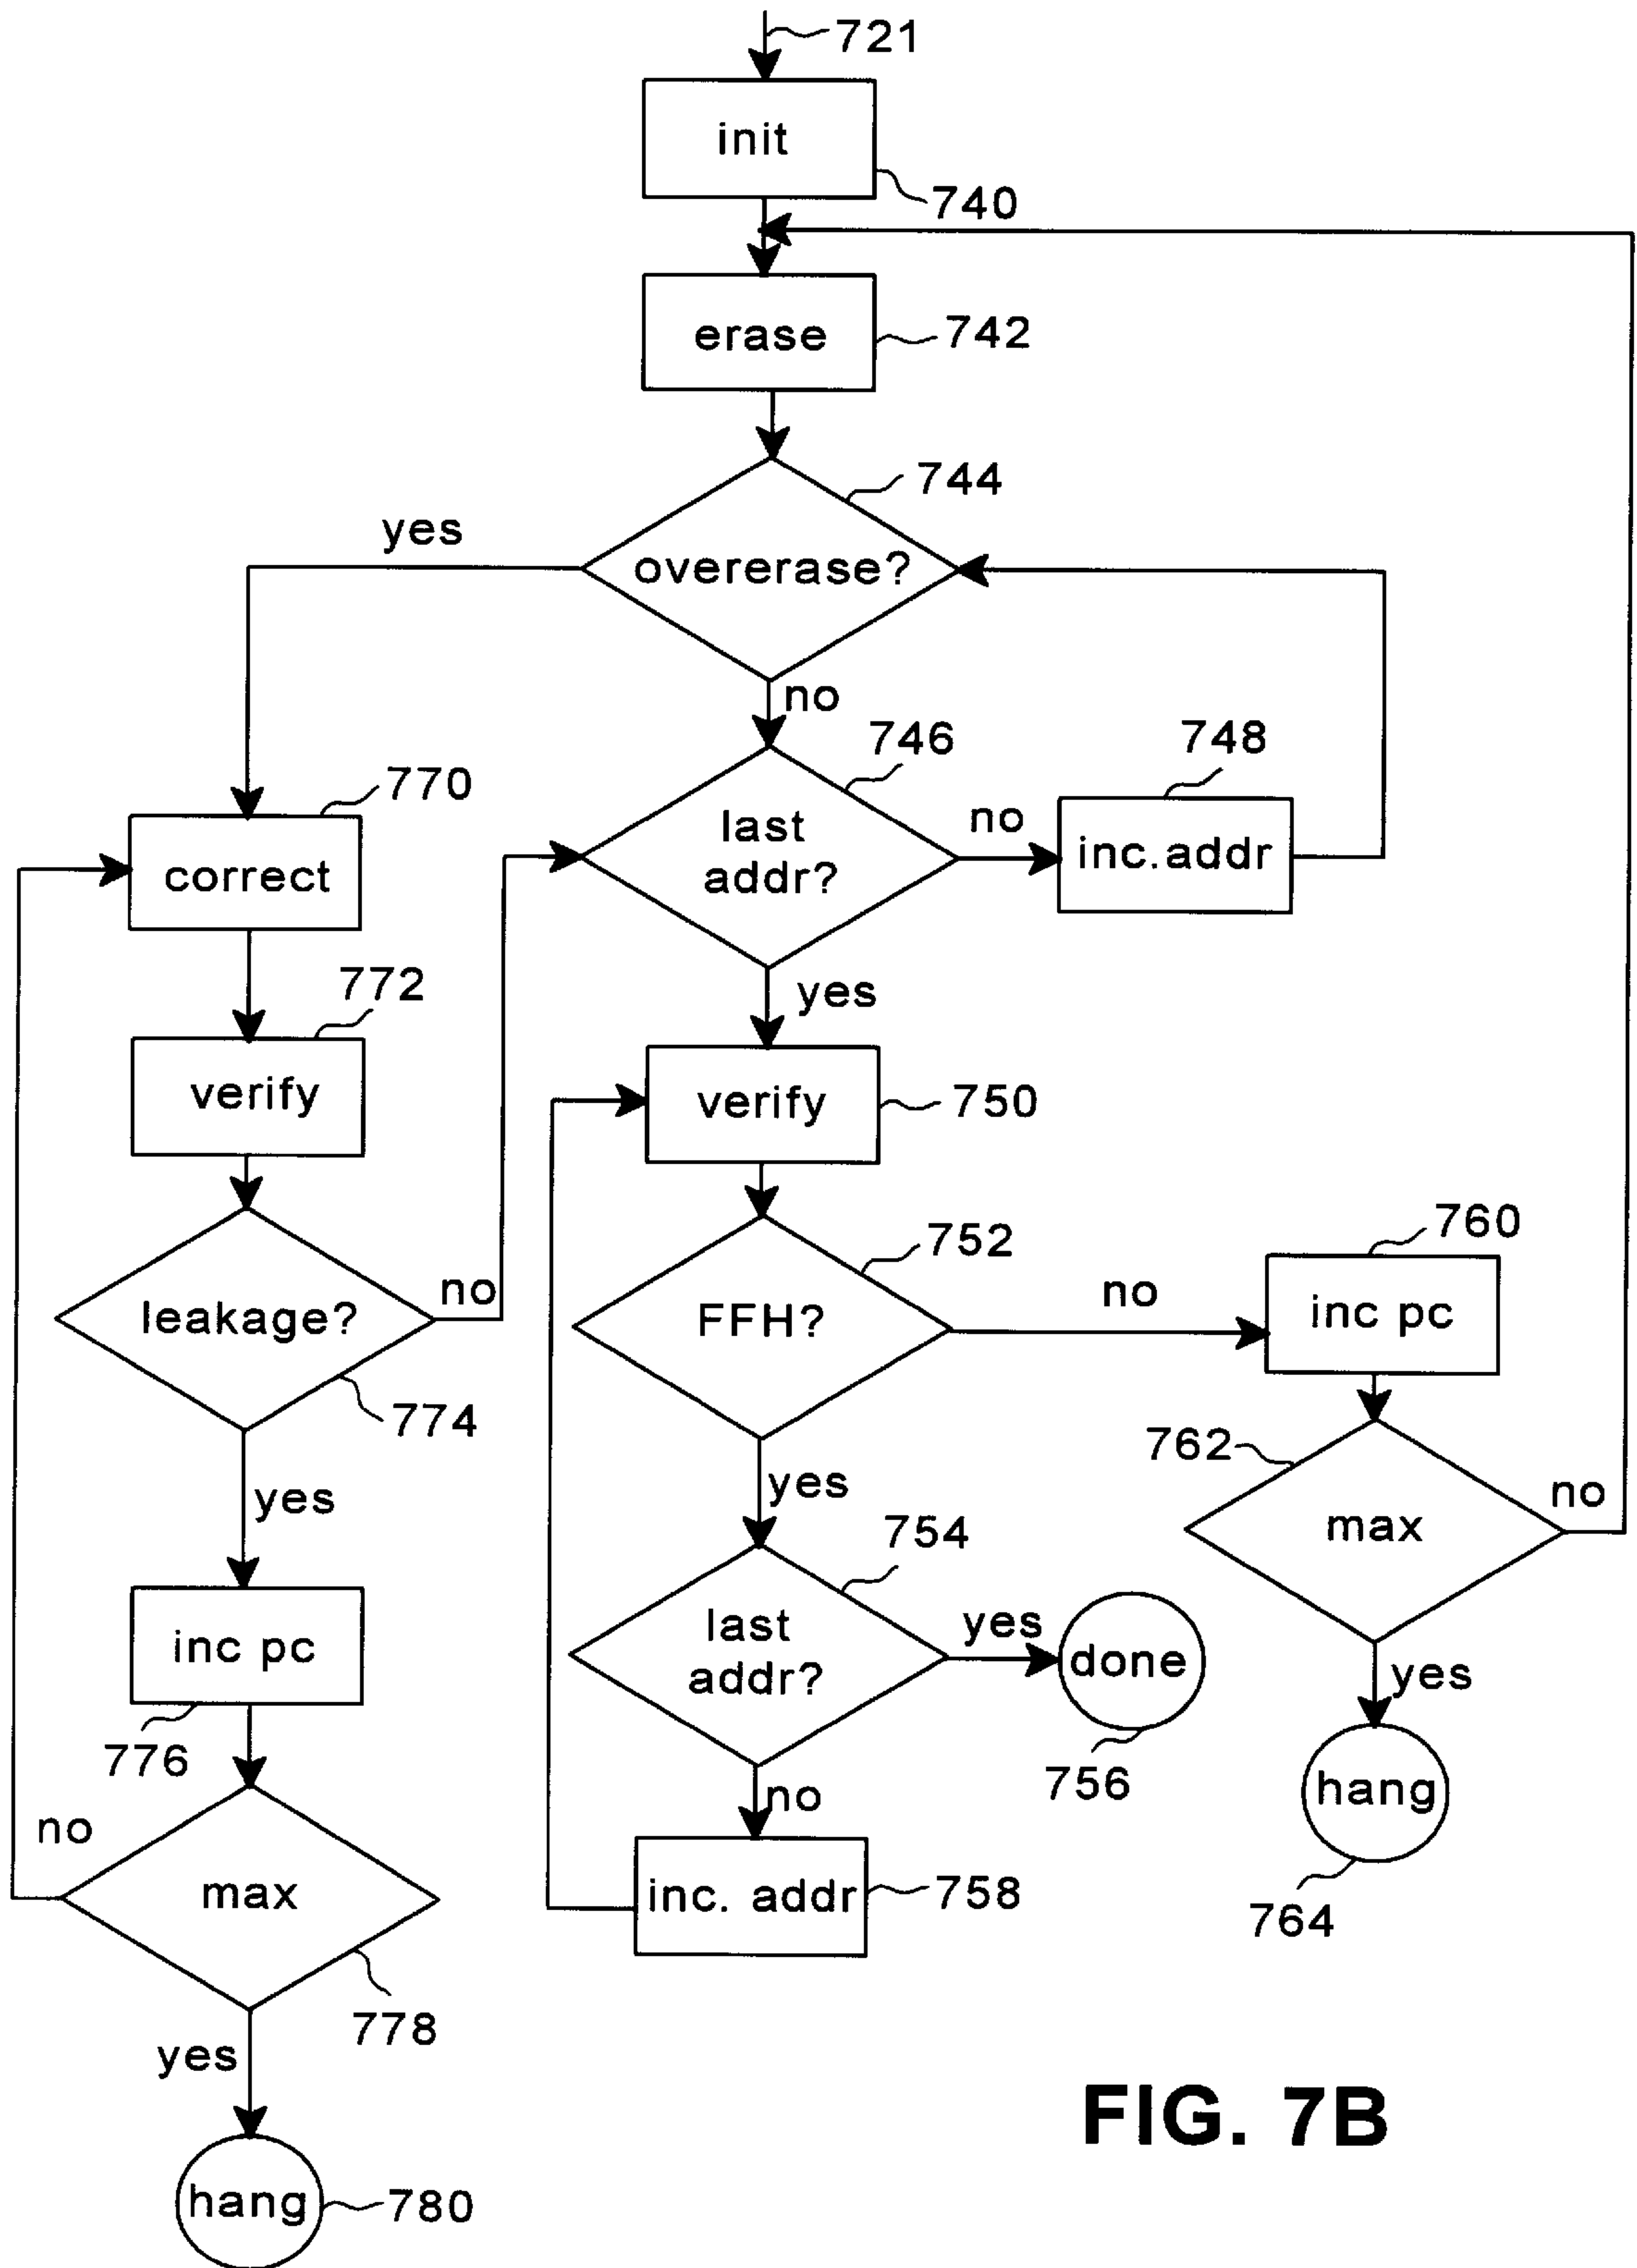 721
init
740
erase
742
744
yes
overerase?
no
746
748
770
last
addr?
no
inc.addr
correct
772
yes
verify
verify
750
752
760
leakage?
no
FFH?
no
inc pc
774
762
yes
yes
no
754
max
inc pc
last
addr?
yes
done
yes
776
756
hang
no
no
max
inc. addr
758
764
778
yes
FIG. 7B
hang
780